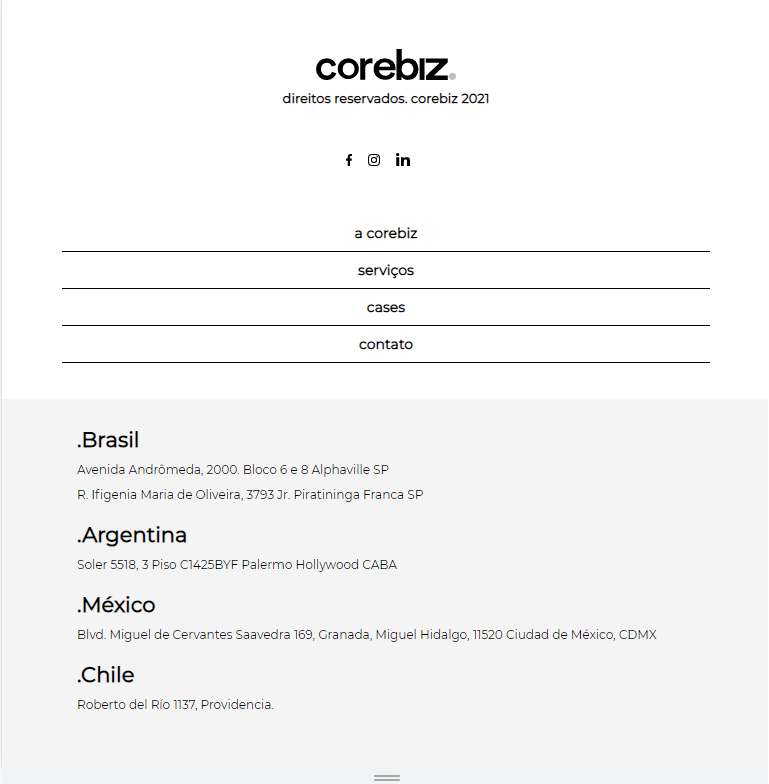 corebiz.
direitos reservados. corebiz 2021
a corebiz
serviços
cases
contato
.Brasil
Avenida Andrômeda, 2000. Bloco 6 e 8 Alphaville SP
R. Ifigenia Maria de Oliveira, 3793 Jr. Piratininga Franca SP
.Argentina
Soler 5518, 3 Piso C1425BYF Palermo Hollywood CABA
.México
Blvd. Miguel de Cervantes Saavedra 169, Granada, Miguel Hidalgo, 11520 Ciudad de México, CDMX
.Chile
Roberto del Río 1137, Providencia.